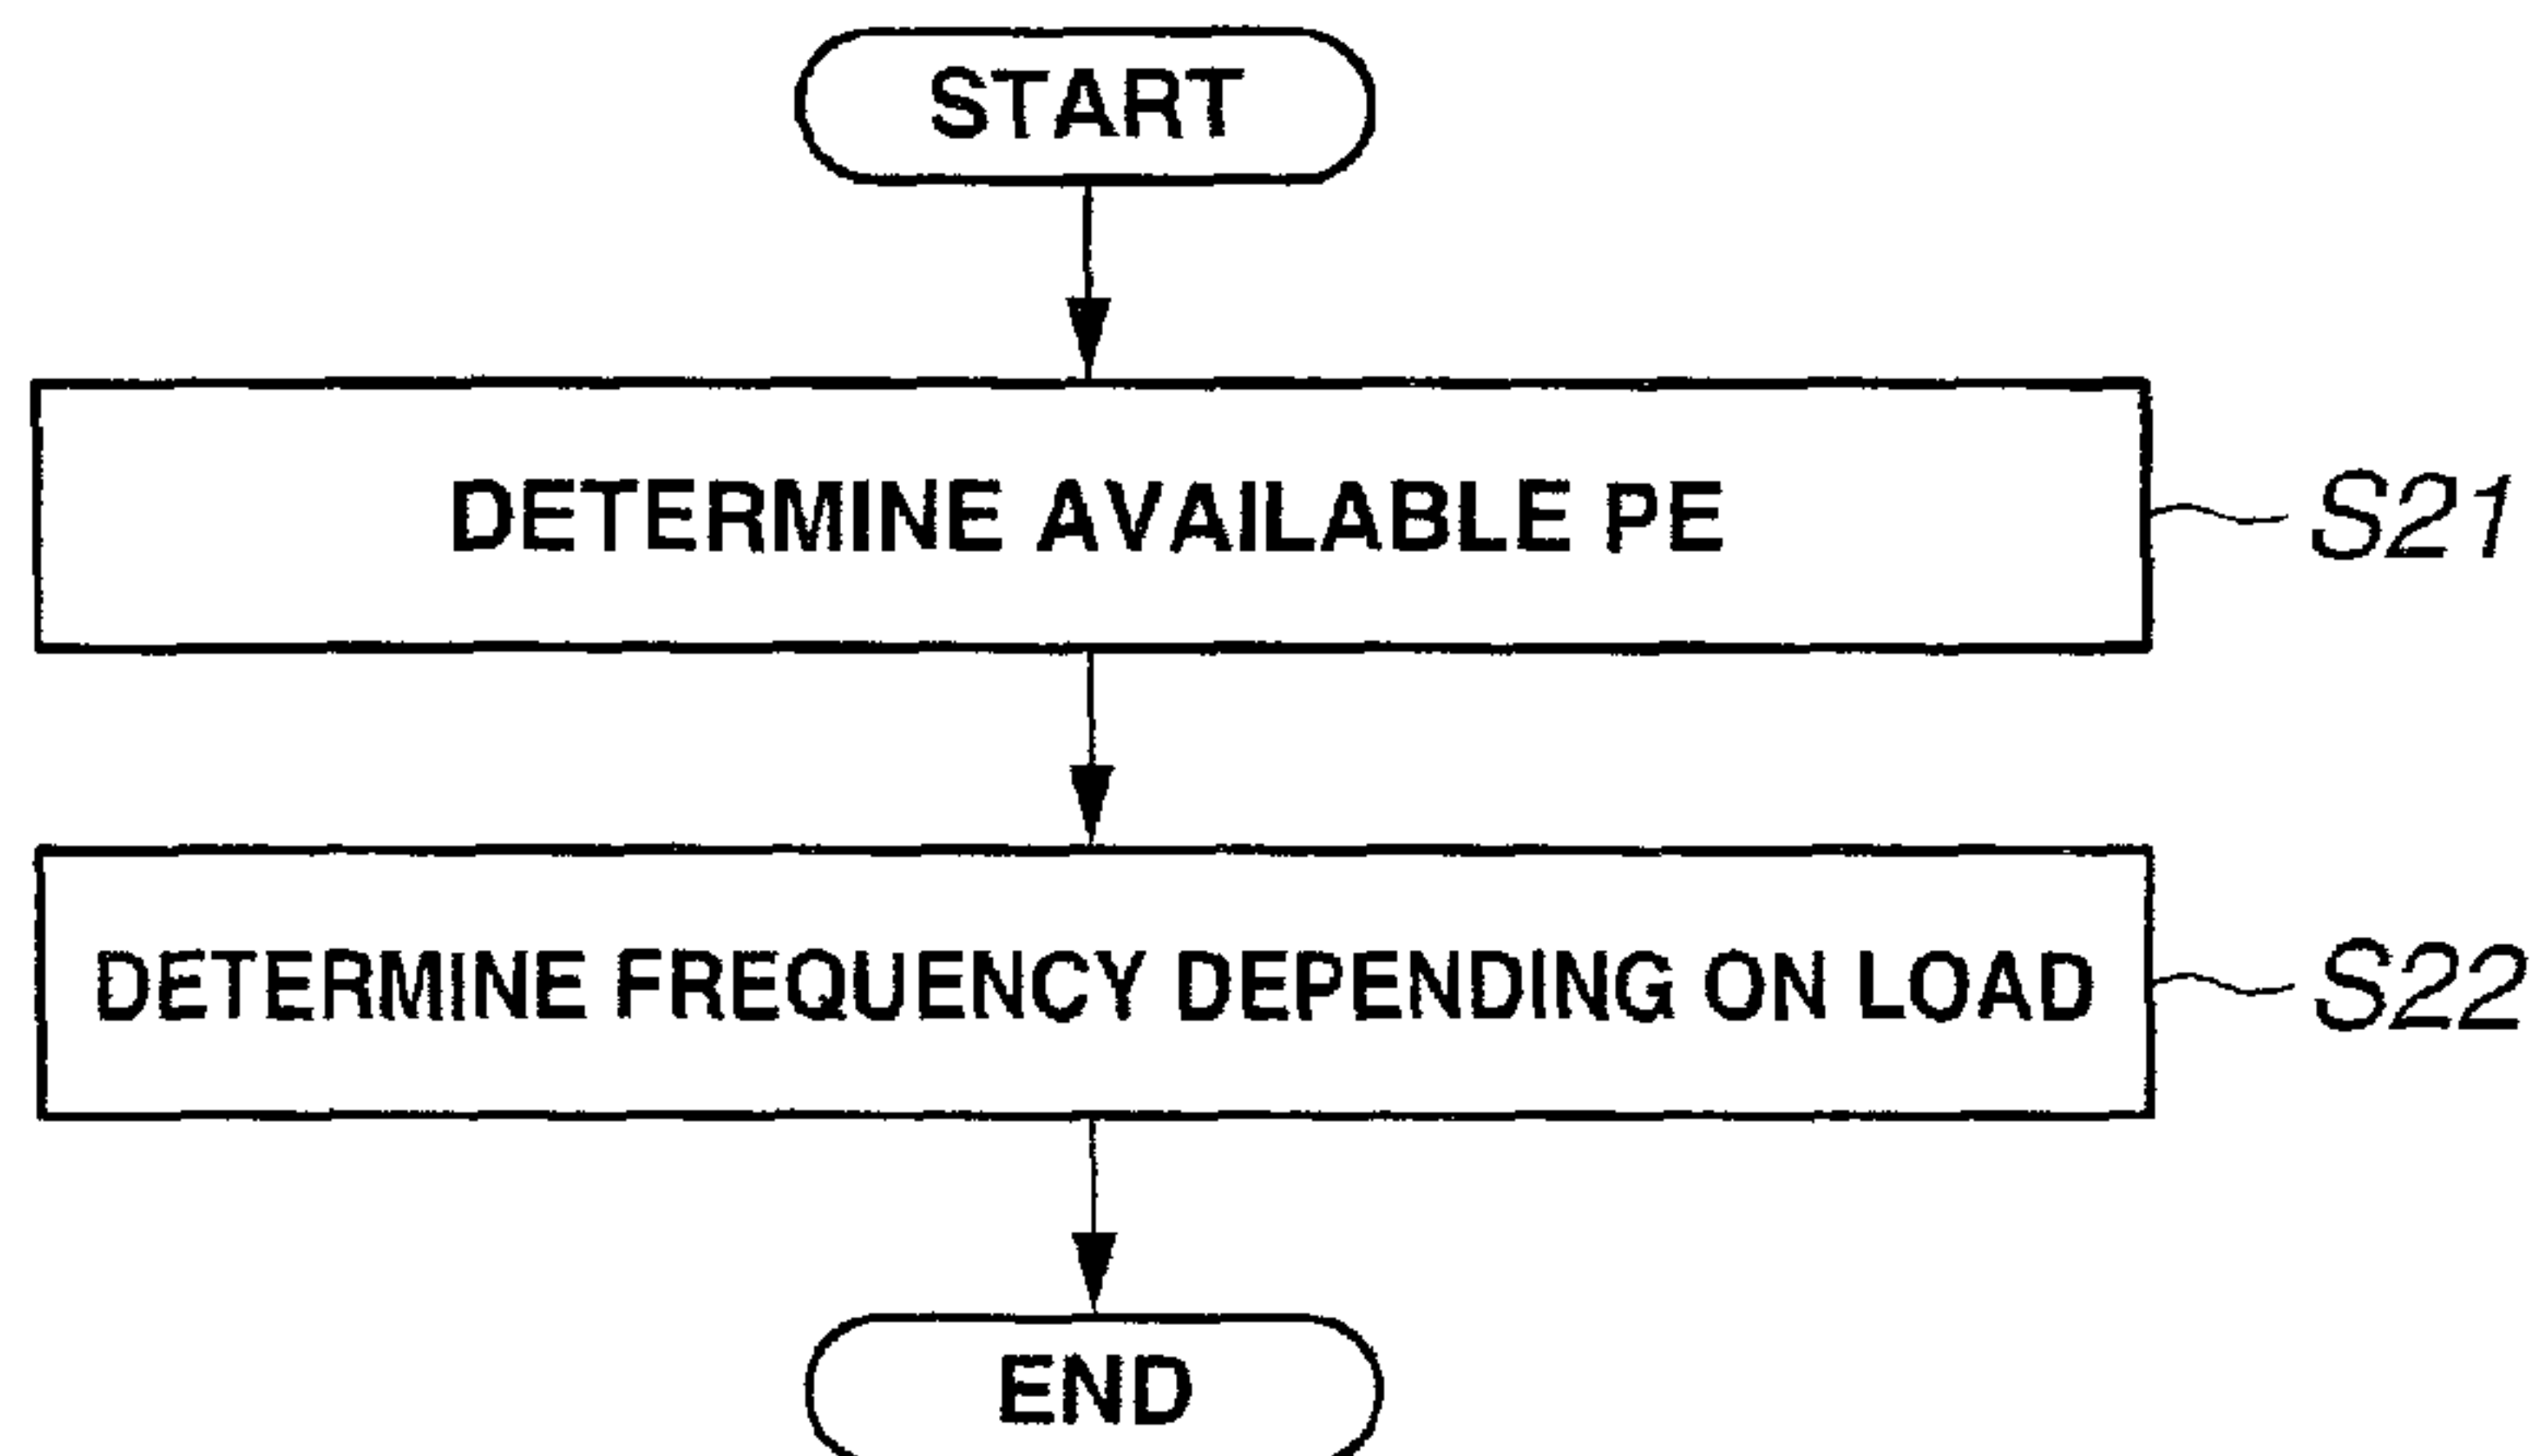 START
DETERMINE AVAILABLE PE
S21
DETERMINE FREQUENCY DEPENDING ON LOAD
S22
END